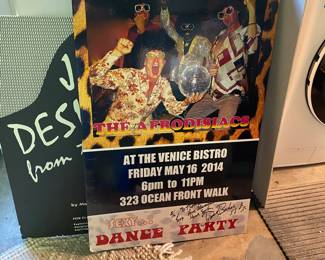 J
DES
from
by
THE AFRODISIACS
AT THE VENICE BISTRO
FRIDAY MAY 16 2014
6pm to 11PM
323 OCEAN FRONT WALK
DANCE PARTY